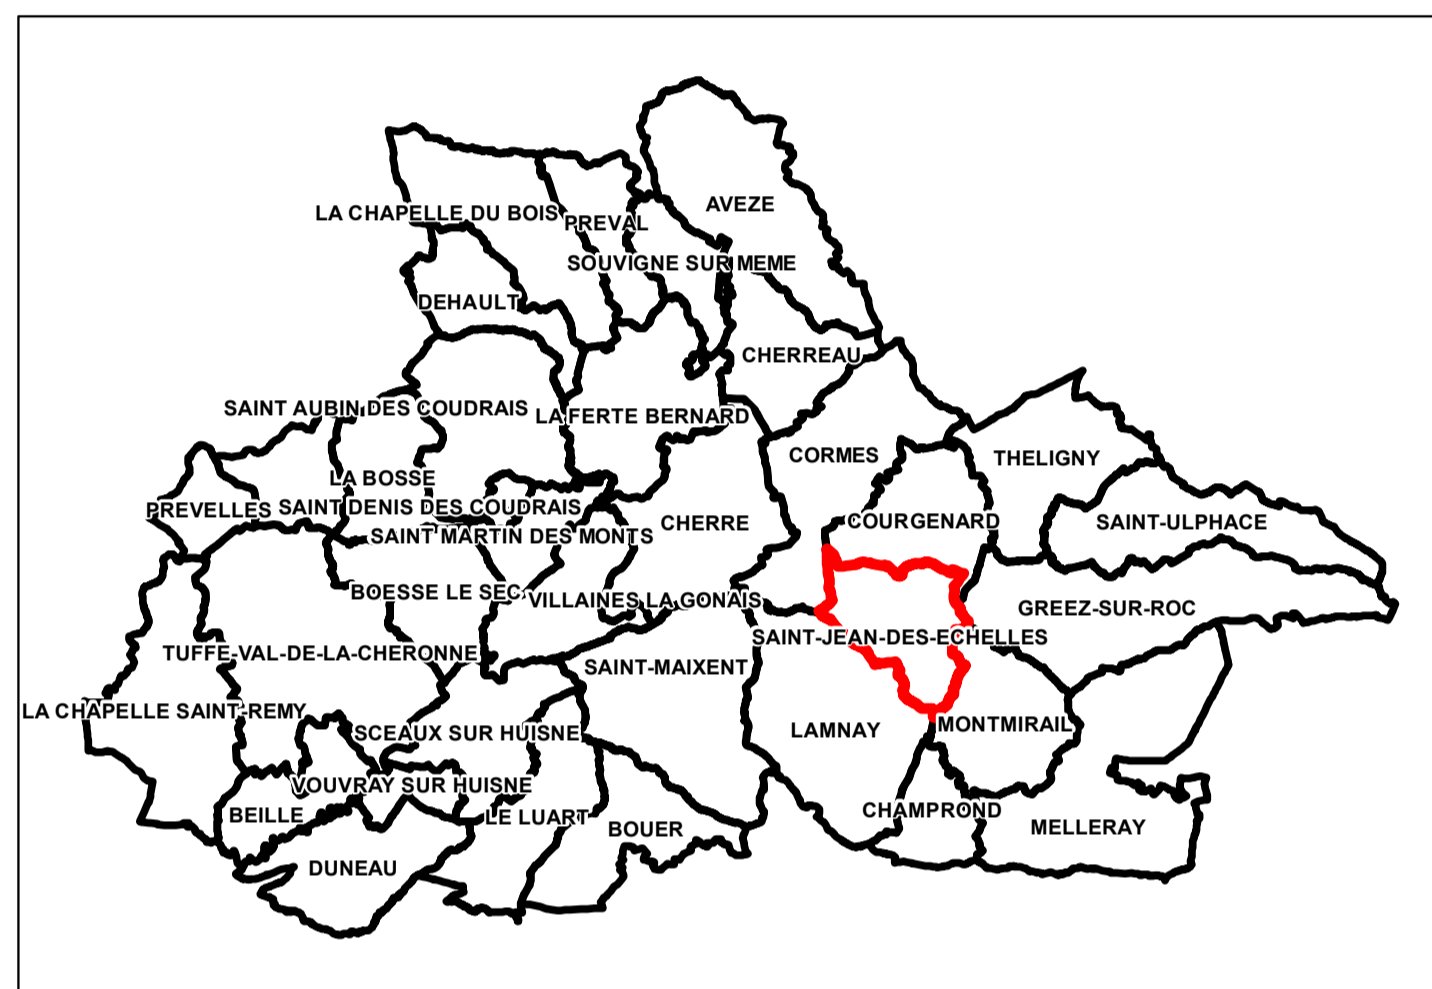 AVEZE
LA CHAPELLE DU BOIS
PREVAL
SOUVIGNE SUR MEME
DEHAULT
CHERREAU
SAINT AUBIN DES COUDRAIS
LA FERTE BERNARD
CORMES
THELIGNY
LA BOSSE
PREVELLES
SAINT DENIS DES COUDRAIS
CHERRE
COURGENARD
SAINT-ULPHACE
SAINT MARTIN DES MONTS
BOESSE LE SEC
VILLAINES LA GONAIS
GREEZ-SUR-ROC
SAINT-JEAN-DES-ECHELLES
TUFFE-VAL-DE-LA-CHERONNE
SAINT-MAIXENT
LA CHAPELLE SAINT-REMY
SCEAUX SUR HUISNE
LAMNAY
MONTMIRAIL
VOUVRAY SUR HUISNE
BEILLE
LE LUART
BOUER
CHAMPROND
MELLERAY
DUNEAU